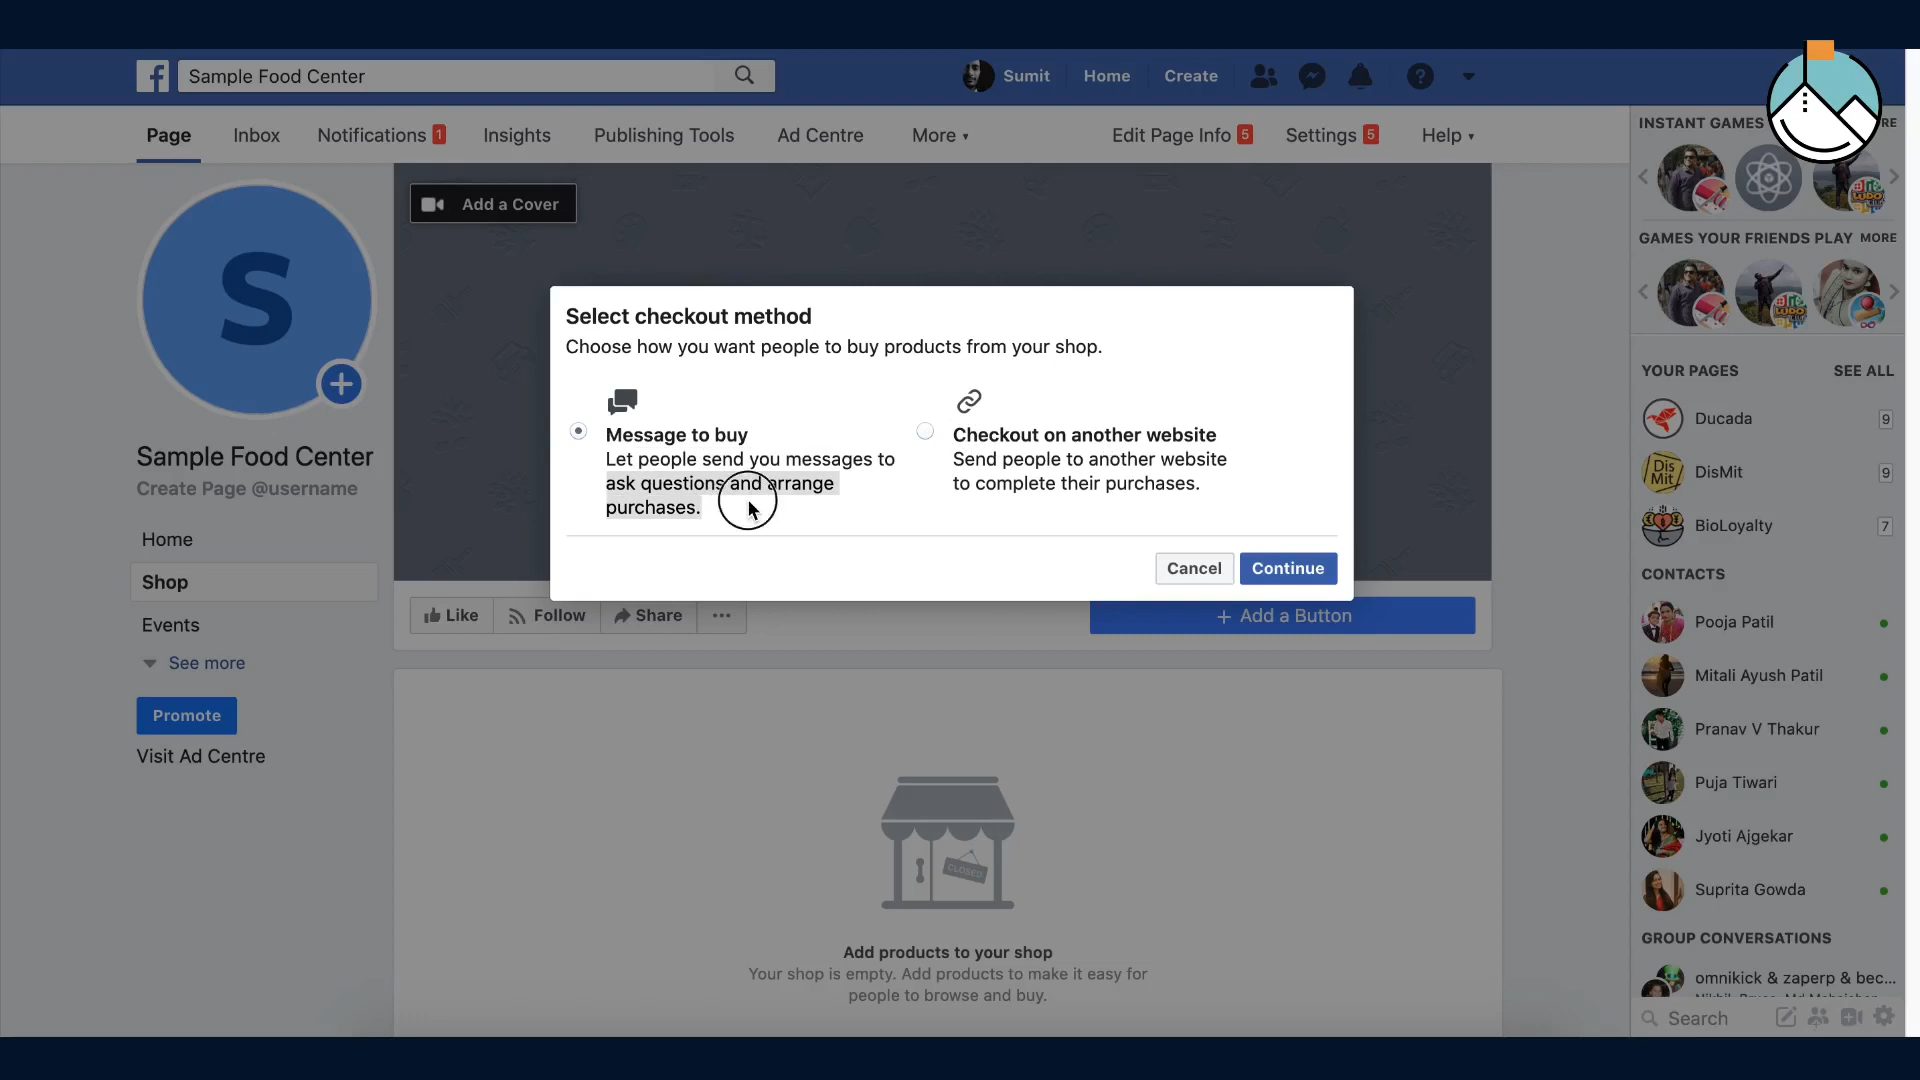 Sample Food Center
Sumit
Home
Create
Page
Inbox
Notifications 1
Insights
Publishing Tools
Ad Centre
More
Edit Page Info 5
Settings 5
Help
Add a Cover
S
Sample Food Center
Create Page @username
Home
Shop
Events
See more
Promote
Visit Ad Centre
Select checkout method
Choose how you want people to buy products from your shop.
Message to buy
Let people send you messages to
ask questions and arrange
purchases.
Checkout on another website
Send people to another website
to complete their purchases.
Cancel
Continue
Like
Follow
Share
+ Add a Button
CLOSED
Add products to your shop
Your shop is empty. Add products to make it easy for
people to browse and buy.
INSTANT GAMES
GAMES YOUR FRIENDS PLAY MORE
LUDO
LUDO
YOUR PAGES SEE ALL
Ducada 9
Dis
Mit
DisMit 9
BioLoyalty 7
CONTACTS
Pooja Patil
Mitali Ayush Patil
Pranav V Thakur
Puja Tiwari
Jyoti Ajgekar
Suprita Gowda
GROUP CONVERSATIONS
omnikick & zaperp & bec...
Search